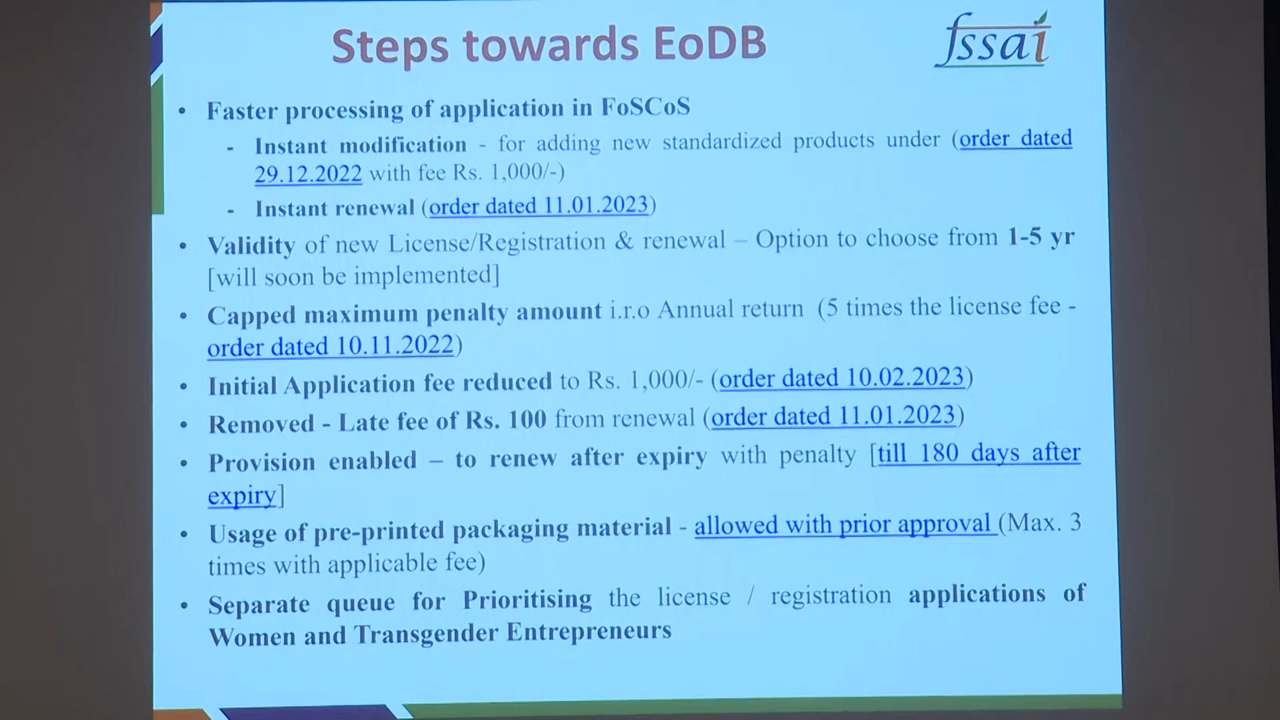 Steps towards EoDB
fssai
• Faster processing of application in FoSCoS
- Instant modification - for adding new standardized products under (order dated
29.12.2022 with fee Rs. 1,000/-)
- Instant renewal (order dated 11.01.2023)
• Validity of new License/Registration & renewal – Option to choose from 1-5 yr
[will soon be implemented]
• Capped maximum penalty amount i.r.o Annual return (5 times the license fee -
order dated 10.11.2022)
• Initial Application fee reduced to Rs. 1,000/- (order dated 10.02.2023)
• Removed - Late fee of Rs. 100 from renewal (order dated 11.01.2023)
• Provision enabled – to renew after expiry with penalty [till 180 days after
expiry]
• Usage of pre-printed packaging material - allowed with prior approval (Max. 3
times with applicable fee)
• Separate queue for Prioritising the license / registration applications of
Women and Transgender Entrepreneurs